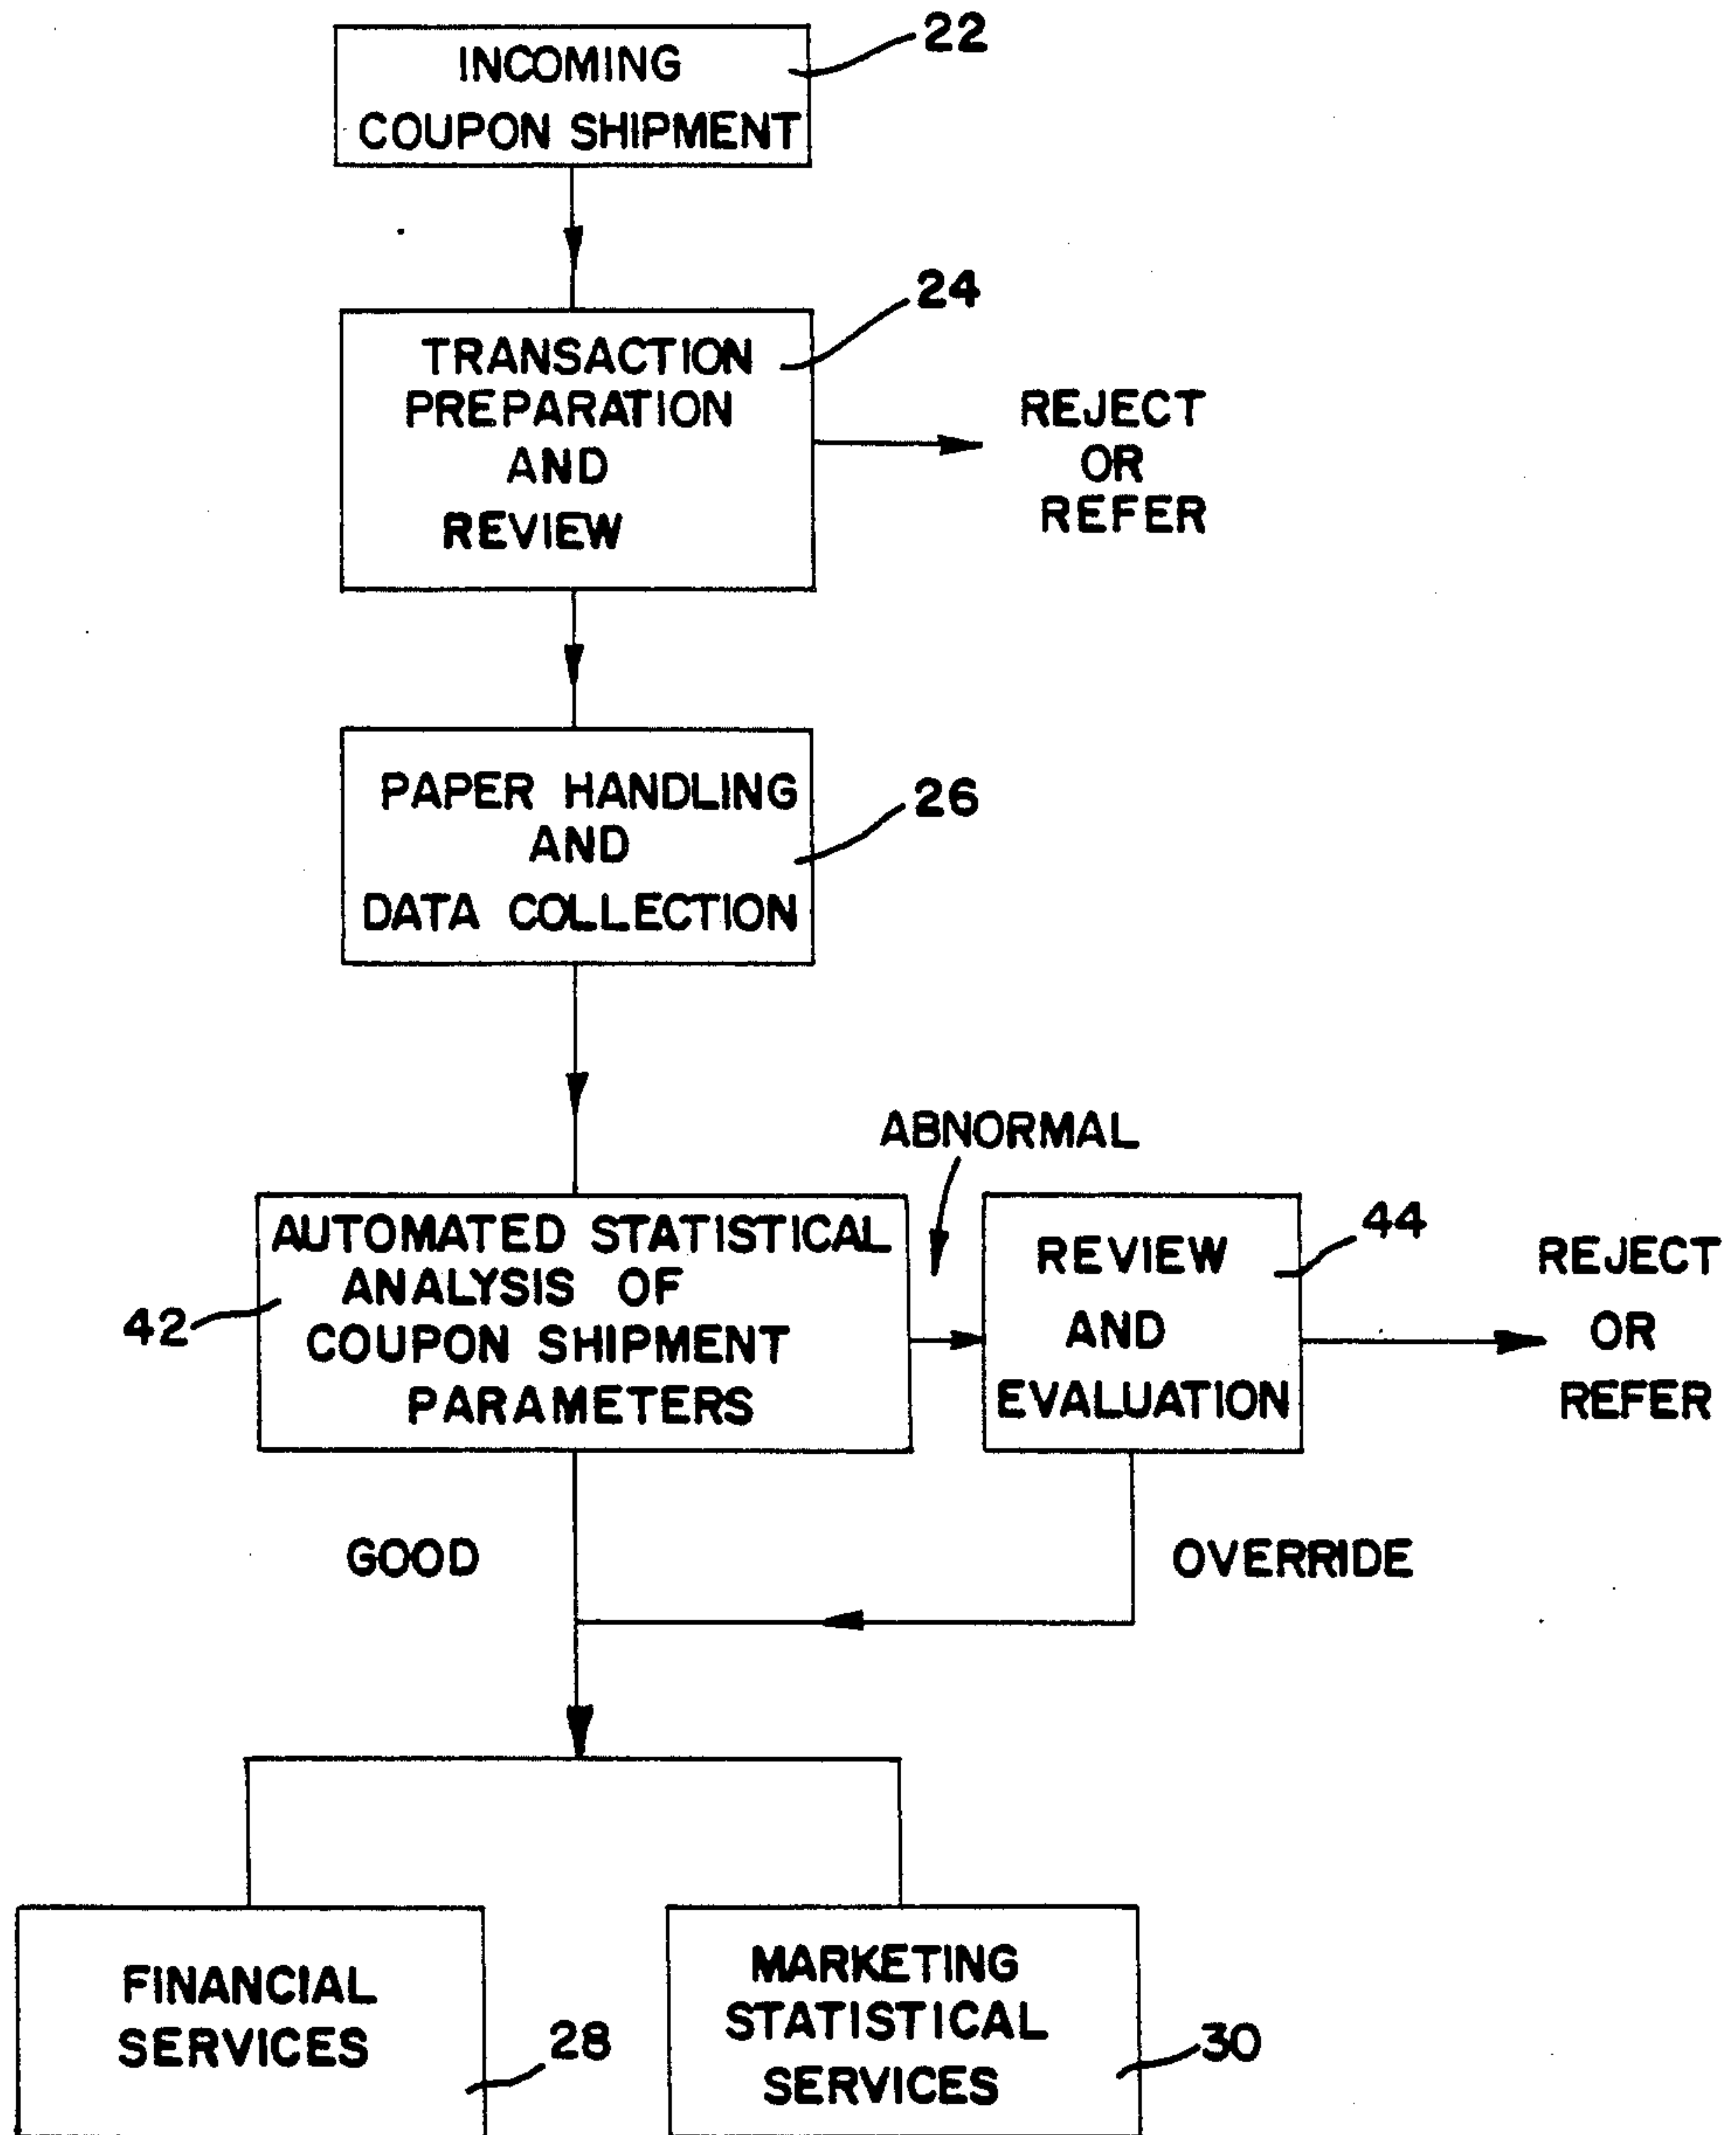 22
INCOMING
COUPON SHIPMENT
24
TRANSACTION
PREPARATION
AND
REVIEW
REJECT
OR
REFER
26
PAPER HANDLING
AND
DATA COLLECTION
ABNORMAL
42
AUTOMATED STATISTICAL
ANALYSIS OF
COUPON SHIPMENT
PARAMETERS
44
REVIEW
AND
EVALUATION
REJECT
OR
REFER
GOOD
OVERRIDE
FINANCIAL
SERVICES
28
MARKETING
STATISTICAL
SERVICES
30